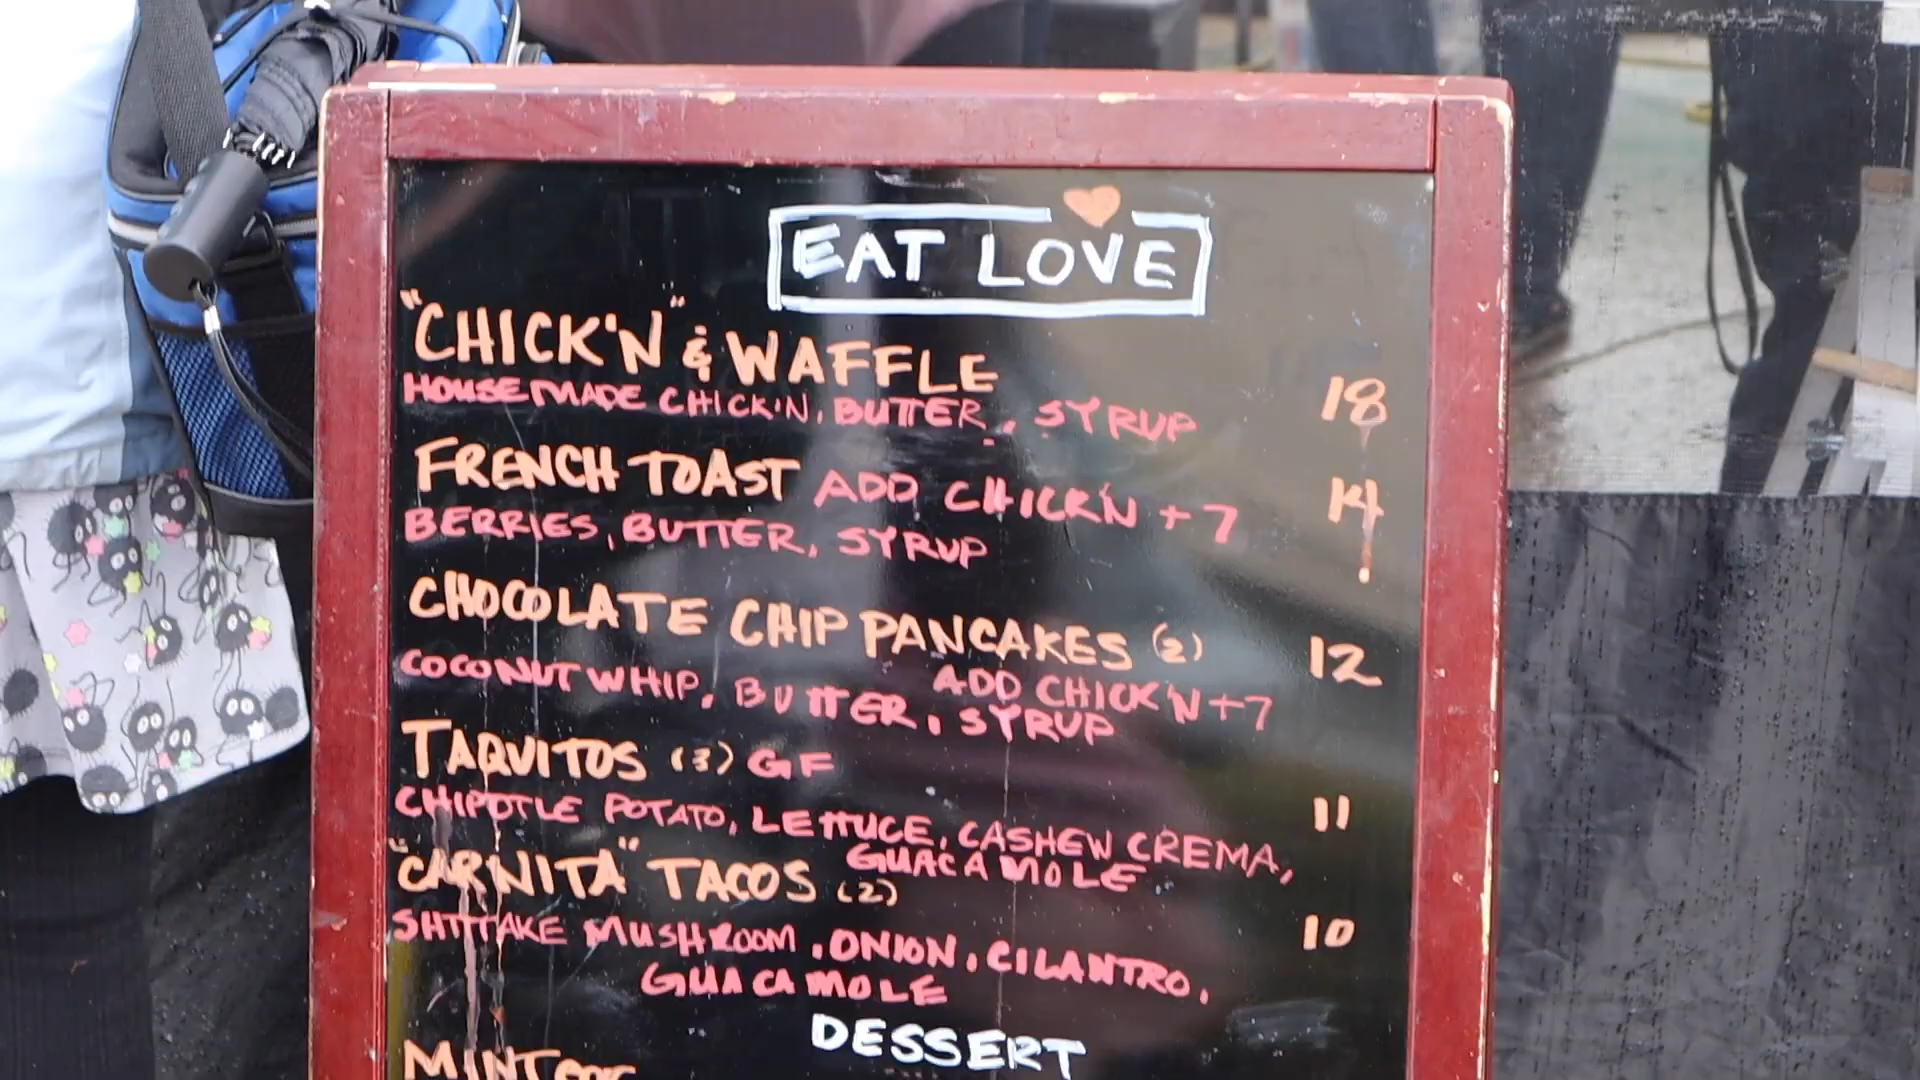 EAT LOVE
"CHICK'N" & WAFFLE 18
HOUSEMADE CHICK'N, BUTTER, SYRUP
FRENCH TOAST ADD CHICK'N +7 14
BERRIES, BUTTER, SYRUP
CHOCOLATE CHIP PANCAKES (2) 12
ADD CHICK'N +7
COCONUT WHIP, BUTTER, SYRUP
TAQUITOS (3) GF 11
CHIPOTLE POTATO, LETTUCE, CASHEW CREMA,
GUACAMOLE
"CARNITA" TACOS (2) 10
SHITTAKE MUSHROOM, ONION, CILANTRO,
GUACAMOLE
DESSERT
MINT